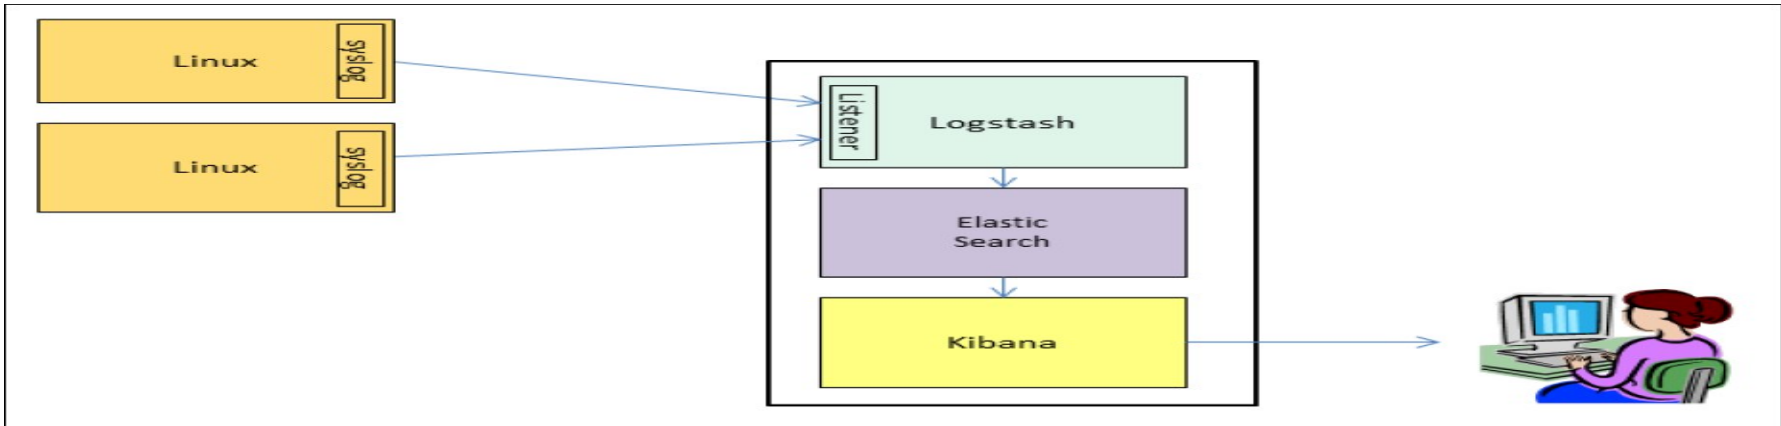 Linux
syslog
Linux
syslog
Listener
Logstash
Elastic
Search
Kibana